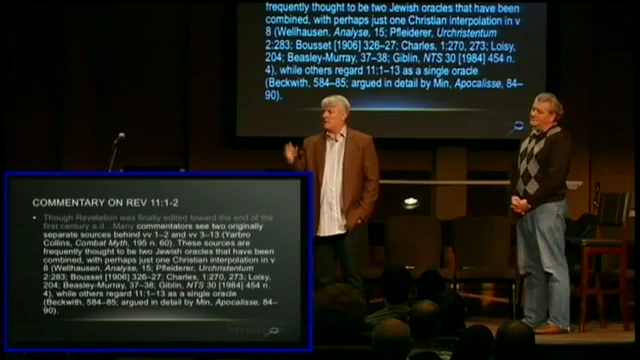 frequently thought to be two Jewish oracles that have been
combined, with perhaps just one Christian interpolation in v
8 (Wellhausen, Analyse, 15; Pfleiderer, Urchristentum
2:283; Bousset [1906] 326–27; Charles, 1:270, 273; Loisy,
204; Beasley-Murray, 37–38; Giblin, NTS 30 [1984] 454 n.
4), while others regard 11:1–13 as a single oracle
(Beckwith, 584–85; argued in detail by Min, Apocalisse, 84–
90).
COMMENTARY ON REV 11:1-2
• Though Revelation was finally edited toward the end of the
first century a.d...Many commentators see two originally
separate sources behind vv 1–2 and vv 3–13 (Yarbro
Collins, Combat Myth, 195 n. 60). These sources are
frequently thought to be two Jewish oracles that have been
combined, with perhaps just one Christian interpolation in v
8 (Wellhausen, Analyse, 15; Pfleiderer, Urchristentum
2:283; Bousset [1906] 326–27; Charles, 1:270, 273; Loisy,
204; Beasley-Murray, 37–38; Giblin, NTS 30 [1984] 454 n.
4), while others regard 11:1–13 as a single oracle
(Beckwith, 584–85; argued in detail by Min, Apocalisse, 84–
90).